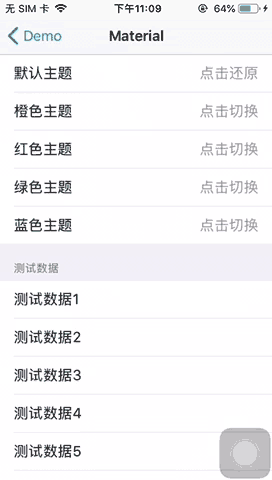 无 SIM 卡 下午11:09 64%
Demo Material
默认主题 点击还原
橙色主题 点击切换
红色主题 点击切换
绿色主题 点击切换
蓝色主题 点击切换
测试数据
测试数据1
测试数据2
测试数据3
测试数据4
测试数据5